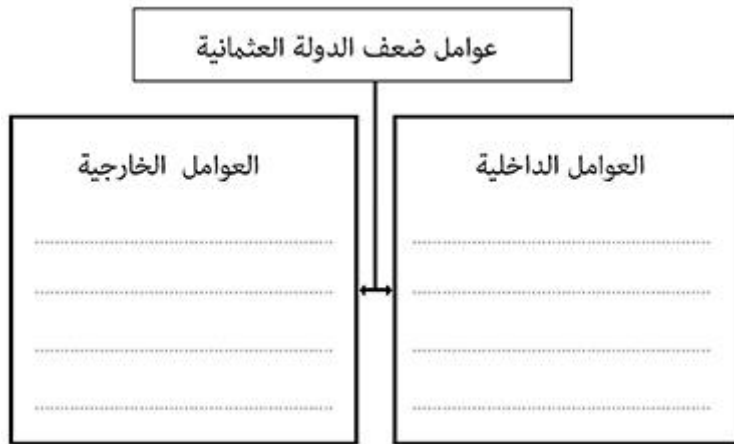 عوامل ضعف الدولة العثمانية
العوامل الداخلية
العوامل الخارجية